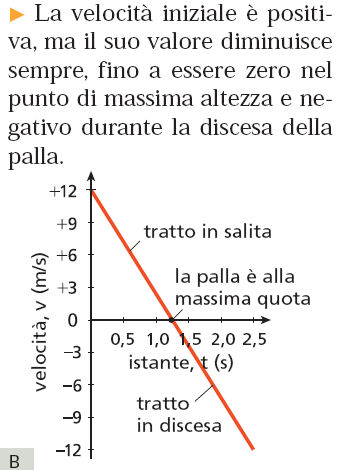 ► La velocità iniziale è positi-
va, ma il suo valore diminuisce
sempre, fino a essere zero nel
punto di massima altezza e ne-
gativo durante la discesa della
palla.
velocità, v (m/s)
+12
+9
+6
+3
0
−3
−6
−9
−12
tratto in salita
la palla è alla
massima quota
0,5 1,0 1,5 2,0 2,5
istante, t (s)
tratto
in discesa
B